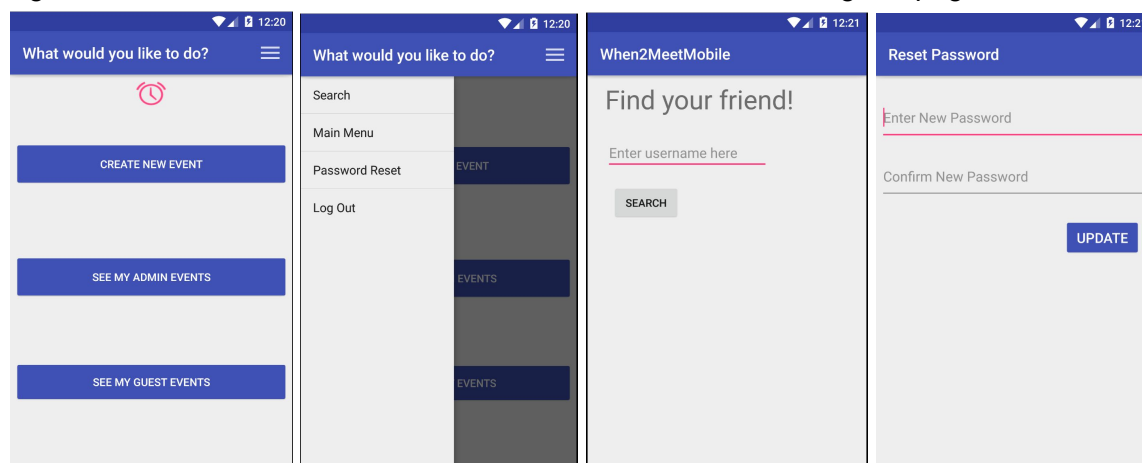 12:20
What would you like to do?
CREATE NEW EVENT
SEE MY ADMIN EVENTS
SEE MY GUEST EVENTS
12:20
What would you like to do?
Search
Main Menu
Password Reset
Log Out
EVENT
EVENTS
EVENTS
12:21
When2MeetMobile
Find your friend!
Enter username here
SEARCH
12:2
Reset Password
Enter New Password
Confirm New Password
UPDATE